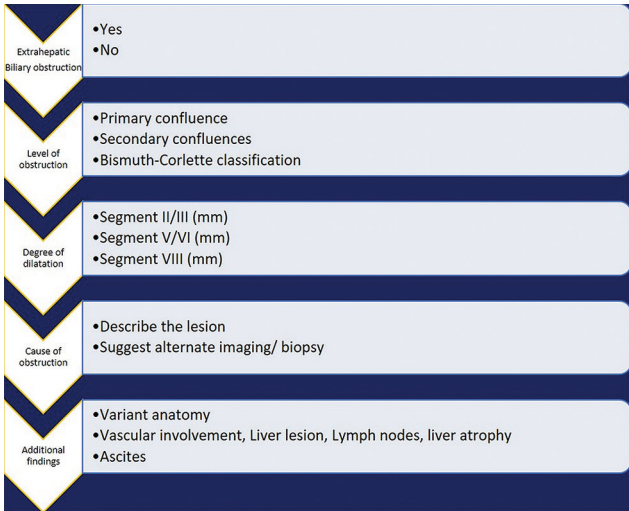 Extrahepatic
Biliary obstruction
•Yes
•No
Level of
obstruction
•Primary confluence
•Secondary confluences
•Bismuth-Corlette classification
Degree of
dilatation
•Segment II/III (mm)
•Segment V/VI (mm)
•Segment VIII (mm)
Cause of
obstruction
•Describe the lesion
•Suggest alternate imaging/ biopsy
Additional
findings
•Variant anatomy
•Vascular involvement, Liver lesion, Lymph nodes, liver atrophy
•Ascites